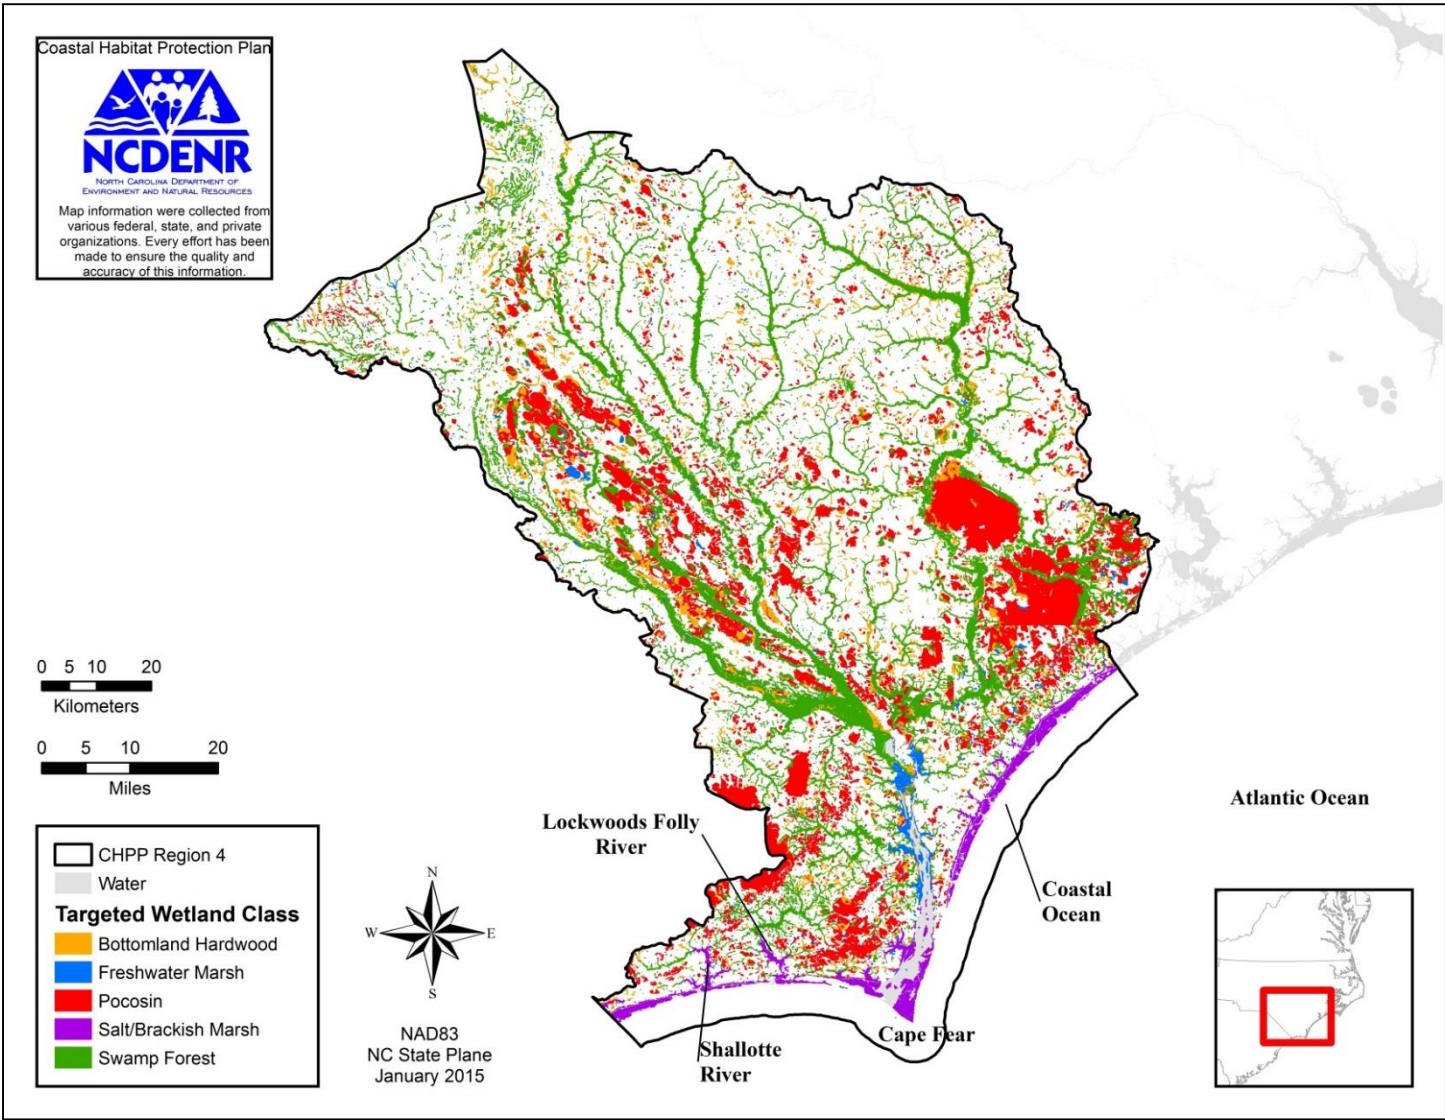 Coastal Habitat Protection Plan
NCDENR
NORTH CAROLINA DEPARTMENT OF
ENVIRONMENT AND NATURAL RESOURCES
Map information were collected from
various federal, state, and private
organizations. Every effort has been
made to ensure the quality and
accuracy of this information.
0 5 10 20
Kilometers
0 5 10 20
Miles
CHPP Region 4
Water
Targeted Wetland Class
Bottomland Hardwood
Freshwater Marsh
Pocosin
Salt/Brackish Marsh
Swamp Forest
N
W E
S
NAD83
NC State Plane
January 2015
Lockwoods Folly
River
Shallotte
River
Cape Fear
Coastal
Ocean
Atlantic Ocean